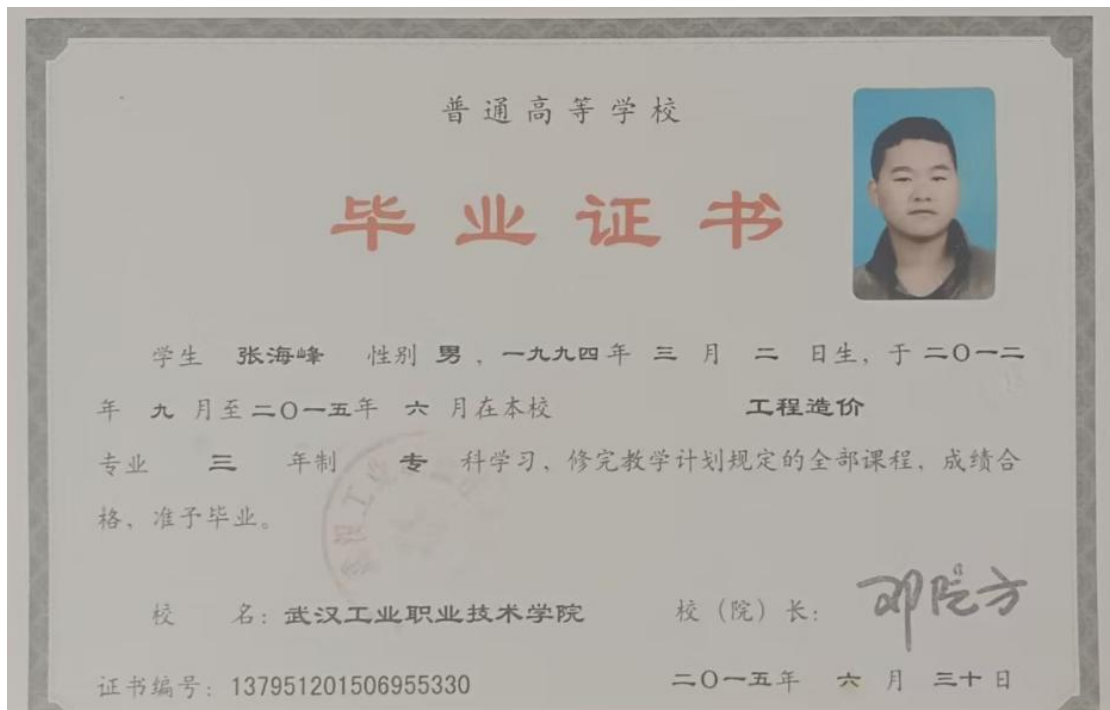 普通高等学校
毕业证书
学生 张海峰 性别 男，一九九四年 三 月 二 日生，于二〇一二
年 九 月至二〇一五年 六 月在本校 工程造价
专业 三 年制 专 科学习，修完教学计划规定的全部课程，成绩合
格，准予毕业。
校 名：武汉工业职业技术学院 校（院）长：
证书编号：137951201506955330 二〇一五年 六 月 三十 日